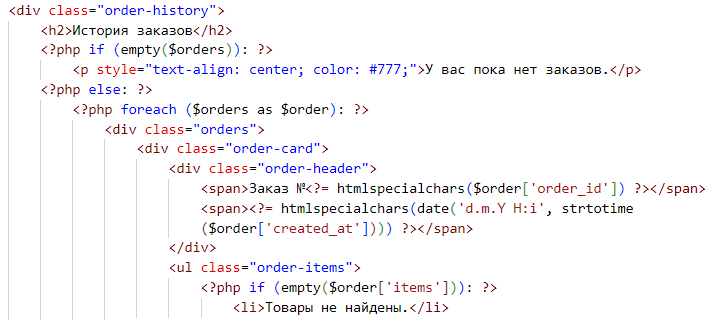 <div class="order-history">
<h2>История заказов</h2>
<?php if (empty($orders)): ?>
<p style="text-align: center; color: #777;">У вас пока нет заказов.</p>
<?php else: ?>
<?php foreach ($orders as $order): ?>
<div class="orders">
<div class="order-card">
<div class="order-header">
<span>Заказ №<?= htmlspecialchars($order['order_id']) ?></span>
<span><?= htmlspecialchars(date('d.m.Y H:i', strtotime
($order['created_at']))) ?></span>
</div>
<ul class="order-items">
<?php if (empty($order['items'])): ?>
<li>Товары не найдены.</li>